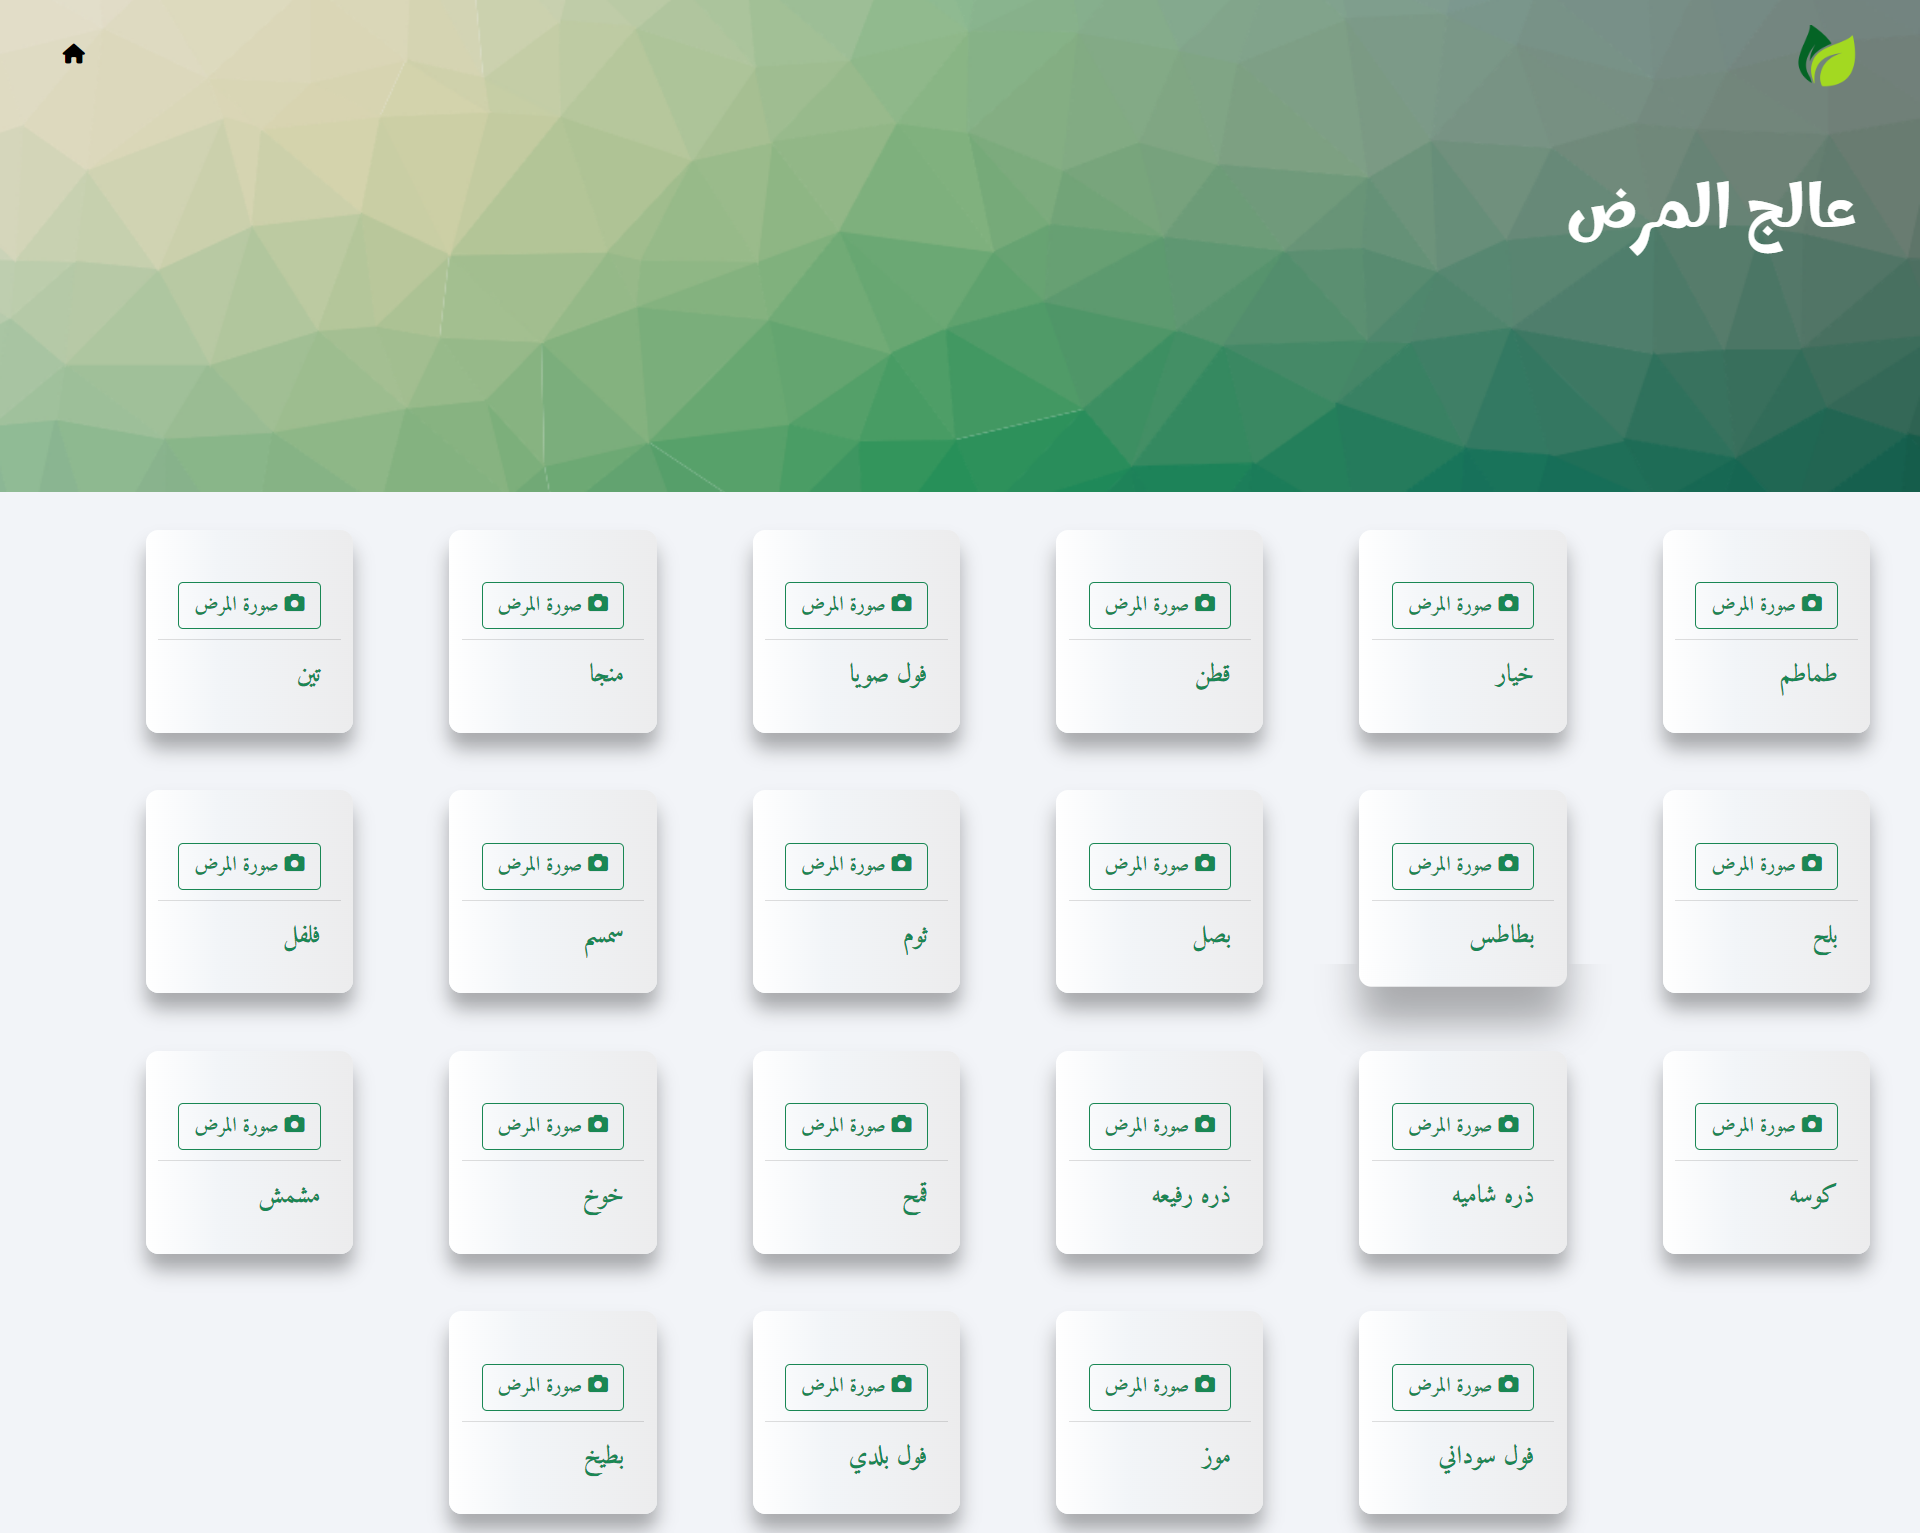 عالج المرض
صورة المرض
طماطم
صورة المرض
خيار
صورة المرض
قطن
صورة المرض
فول صويا
صورة المرض
منجا
صورة المرض
تين
صورة المرض
بلح
صورة المرض
بطاطس
صورة المرض
بصل
صورة المرض
ثوم
صورة المرض
سمسم
صورة المرض
فلفل
صورة المرض
كوسه
صورة المرض
ذره شاميه
صورة المرض
ذره رفيعه
صورة المرض
قمح
صورة المرض
خوخ
صورة المرض
مشمش
صورة المرض
فول سوداني
صورة المرض
موز
صورة المرض
فول بلدي
صورة المرض
بطيخ